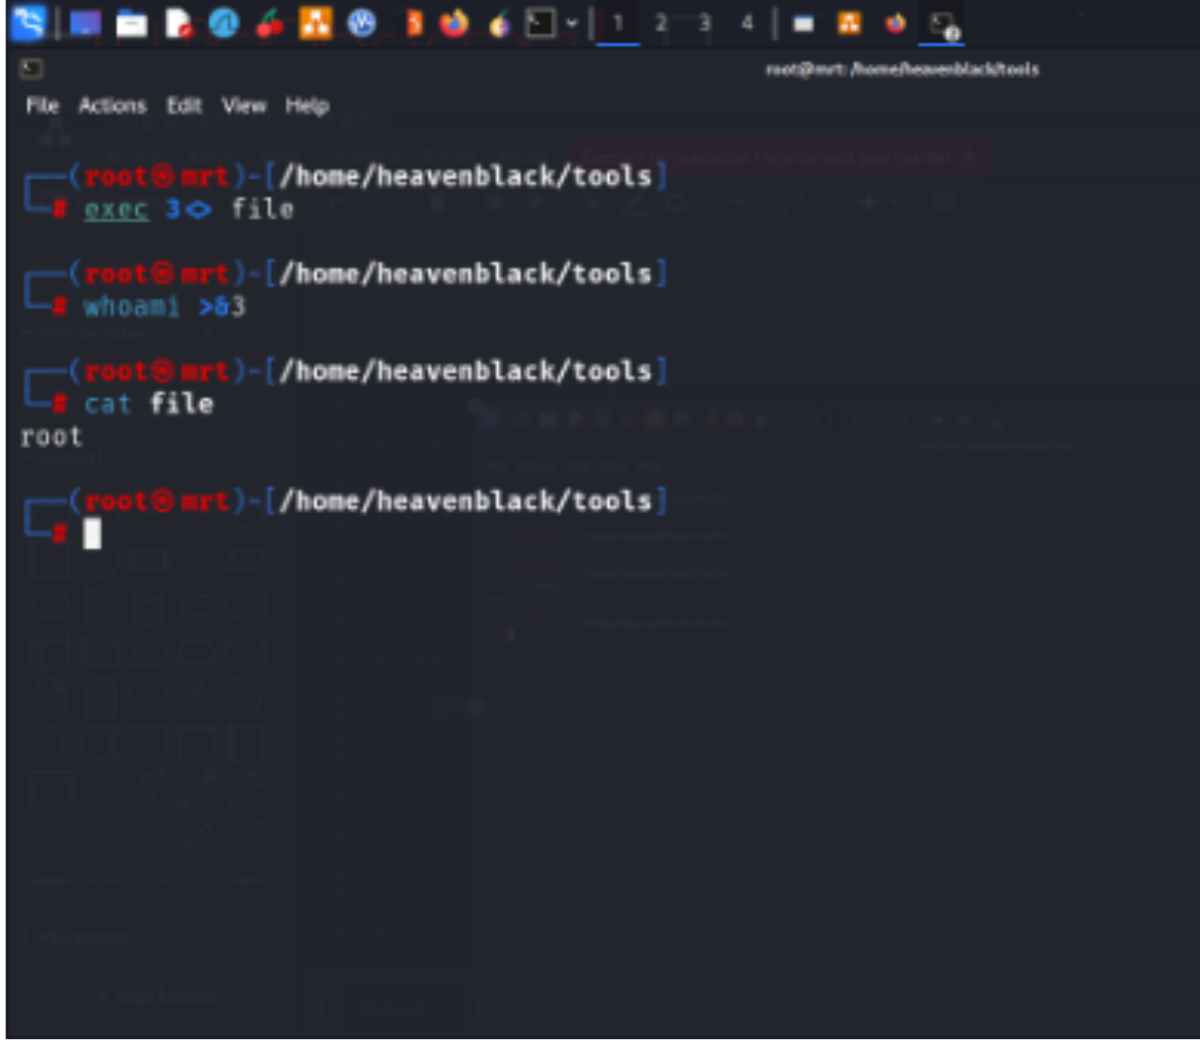 1 2 3 4
root@mrt: /home/heavenblack/tools
File Actions Edit View Help
┌──(root㉿mrt)-[/home/heavenblack/tools]
└─# exec 3<> file
┌──(root㉿mrt)-[/home/heavenblack/tools]
└─# whoami >&3
┌──(root㉿mrt)-[/home/heavenblack/tools]
└─# cat file
root
┌──(root㉿mrt)-[/home/heavenblack/tools]
└─#